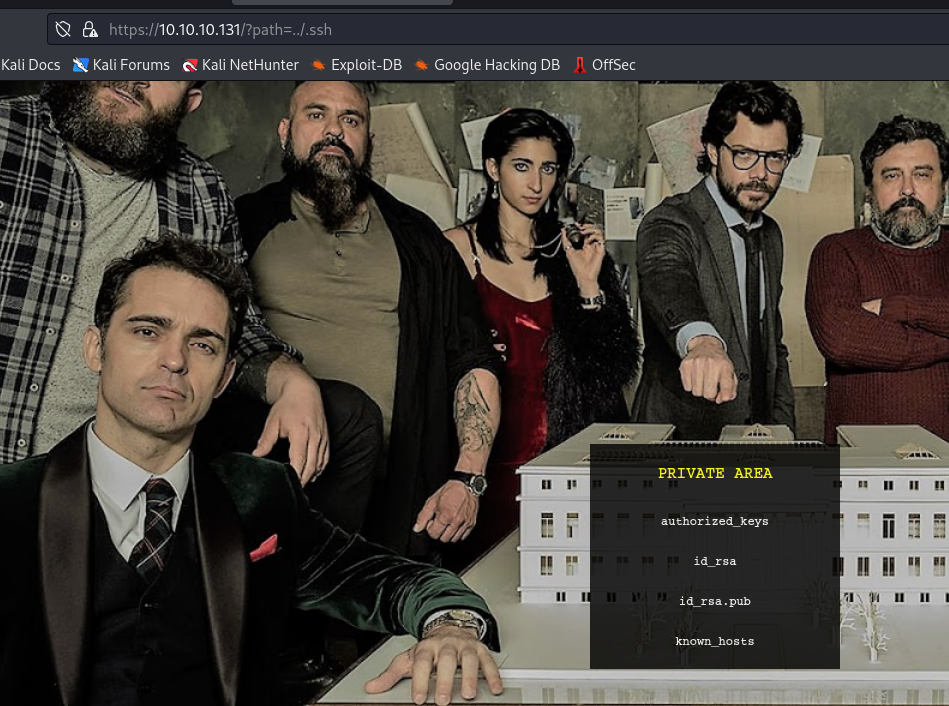 https://10.10.10.131/?path=../.ssh
Kali Docs Kali Forums Kali NetHunter Exploit-DB Google Hacking DB OffSec
PRIVATE AREA
authorized_keys
id_rsa
id_rsa.pub
known_hosts